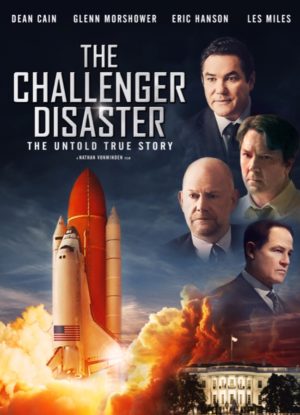 DEAN CAIN GLENN MORSHOWER ERIC HANSON LES MILES
THE
CHALLENGER
DISASTER
THE UNTOLD TRUE STORY
A NATHAN VONMINDEN FILM